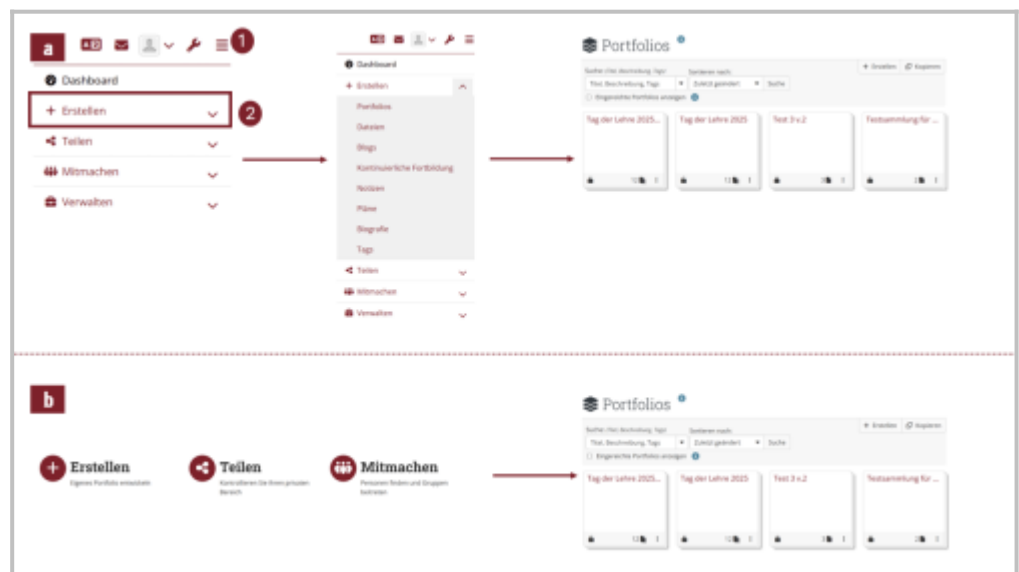 a
1
Dashboard
Erstellen
2
Teilen
Mitmachen
Verwalten
Dashboard
Erstellen
Portfolios
Dateien
Blogs
Kontinuierliche Fortbildung
Notizen
Pläne
Biografie
Tags
Teilen
Mitmachen
Verwalten
Portfolios
+ Erstellen Kopieren
Suche: (Titel, Beschreibung, Tags) Sortieren nach:
Titel, Beschreibung, Tags Zuletzt geändert Suche
Eingereichte Portfolios anzeigen
Tag der Lehre 2025... Tag der Lehre 2025 Test 3 v.2 Testsammlung für ...
b
Erstellen
Eigenes Portfolio entwickeln
Teilen
Kontrollieren Sie Ihren privaten
Bereich
Mitmachen
Personen finden und Gruppen
beitreten
Portfolios
+ Erstellen Kopieren
Suche: (Titel, Beschreibung, Tags) Sortieren nach:
Titel, Beschreibung, Tags Zuletzt geändert Suche
Eingereichte Portfolios anzeigen
Tag der Lehre 2025... Tag der Lehre 2025 Test 3 v.2 Testsammlung für ...